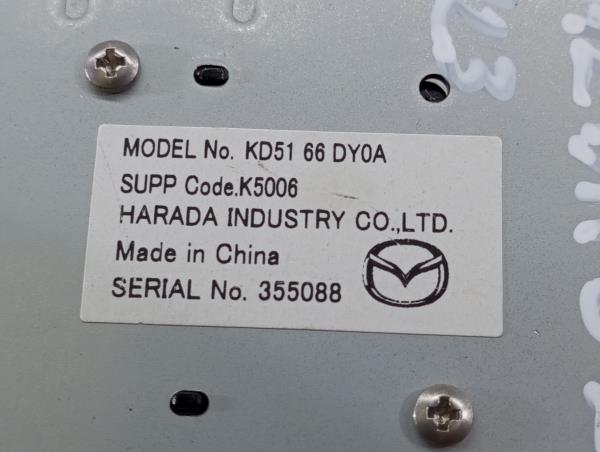 MODEL No. KD51 66 DY0A
SUPP Code.K5006
HARADA INDUSTRY CO.,LTD.
Made in China
SERIAL No. 355088